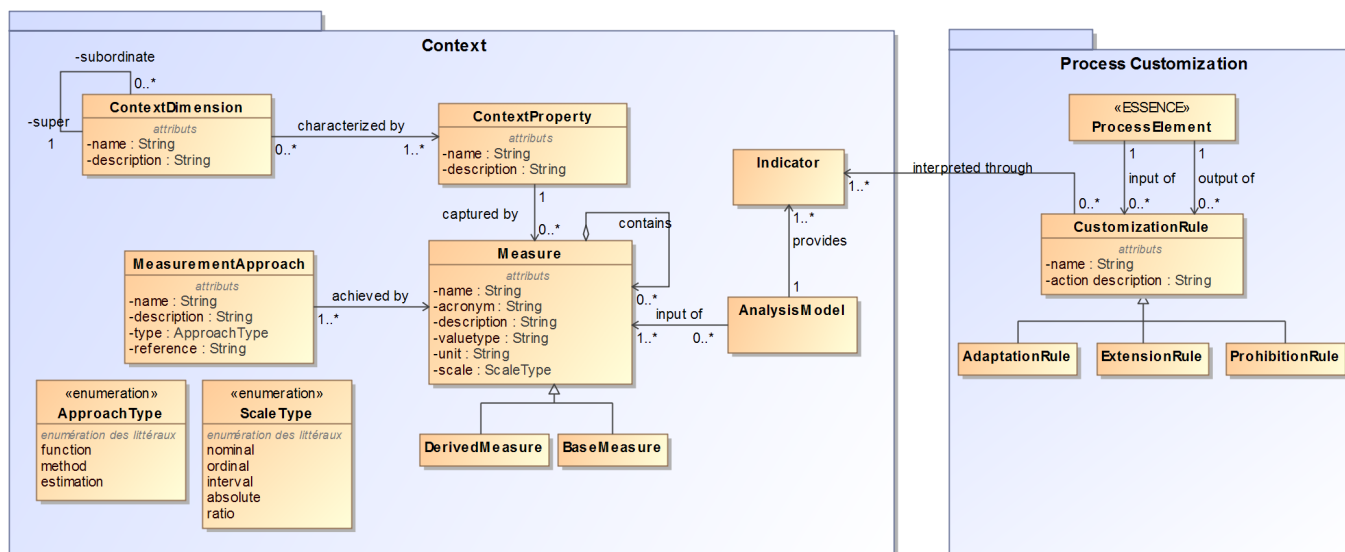 Context
-subordinate
0..*
-super
1
ContextDimension
attributs
-name : String
-description : String
characterized by
0..*
1..*
ContextProperty
attributs
-name : String
-description : String
1
captured by
0..*
contains
0..*
Measure
attributs
-name : String
-acronym : String
-description : String
-valuetype : String
-unit : String
-scale : ScaleType
MeasurementApproach
attributs
-name : String
-description : String
-type : ApproachType
-reference : String
achieved by
1..*
Indicator
1..*
provides
1
AnalysisModel
input of
1..*
0..*
DerivedMeasure
BaseMeasure
«enumeration»
ApproachType
enumération des littéraux
function
method
estimation
«enumeration»
ScaleType
enumération des littéraux
nominal
ordinal
interval
absolute
ratio
interpreted through
1..*
0..*
Process Customization
«ESSENCE»
ProcessElement
1
1
input of
output of
0..*
0..*
CustomizationRule
attributs
-name : String
-action description : String
AdaptationRule
ExtensionRule
ProhibitionRule